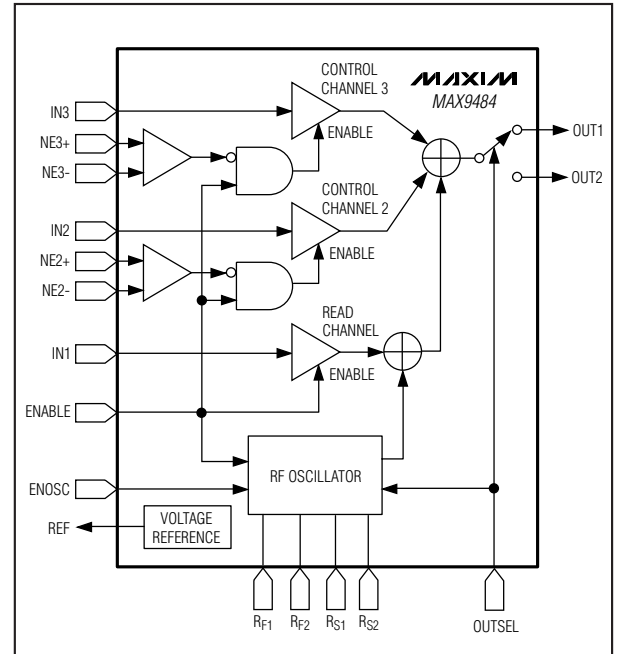 CONTROL
CHANNEL 3
MAXIM
MAX9484
IN3
ENABLE
OUT1
NE3+
NE3-
OUT2
CONTROL
CHANNEL 2
IN2
ENABLE
NE2+
NE2-
READ
CHANNEL
IN1
ENABLE
ENABLE
RF OSCILLATOR
ENOSC
REF
VOLTAGE
REFERENCE
RF1
RF2
RS1
RS2
OUTSEL